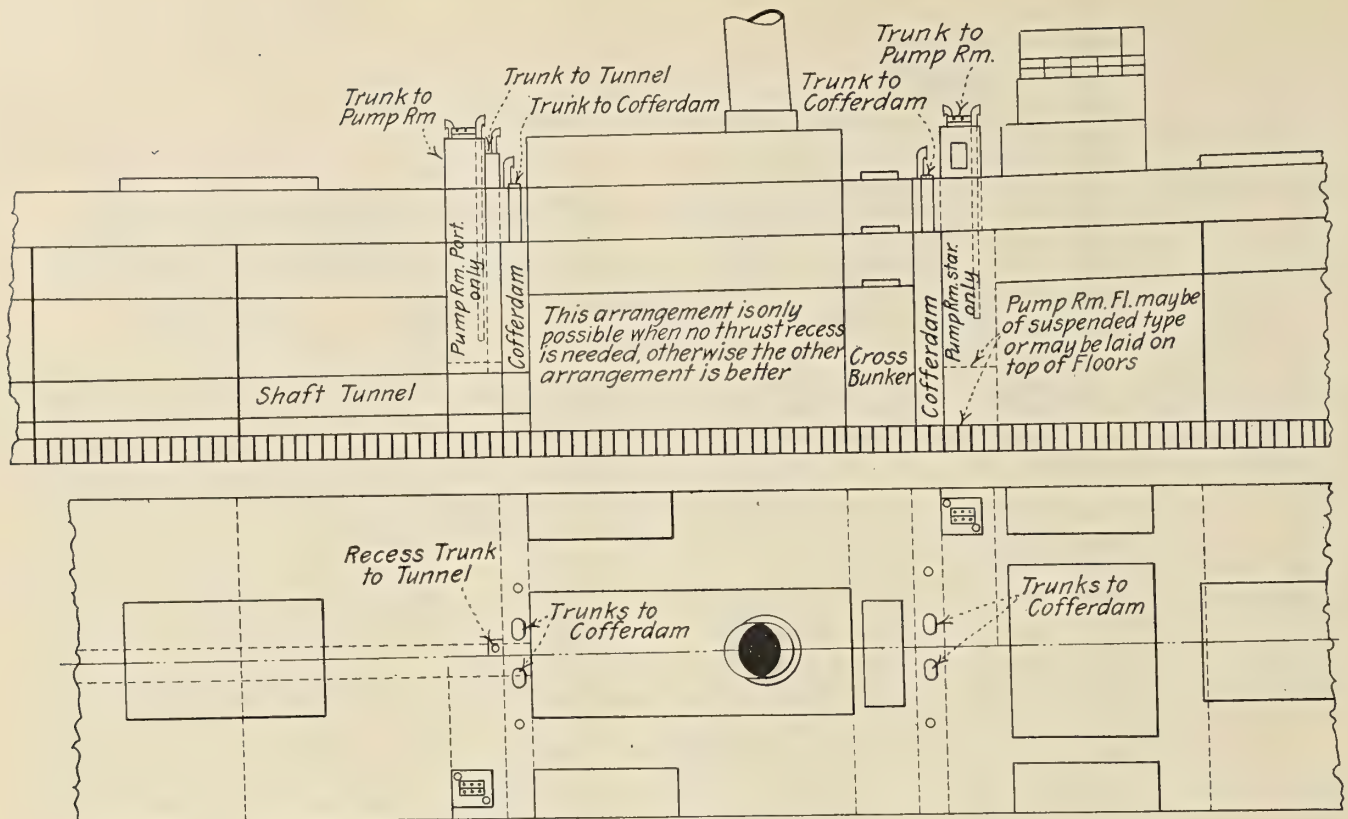 Trunk to
Pump Rm
Trunk to Tunnel
Trunk to Cofferdam
Trunk to
Cofferdam
Trunk to
Pump Rm.
Pump Rm. Port.
only
Cofferdam
This arrangement is only
possible when no thrust recess
is needed, otherwise the other
arrangement is better
Cross
Bunker
Cofferdam
Pump Rm. star.
only
Pump Rm. Fl. may be
of suspended type
or may be laid on
top of Floors
Shaft Tunnel
Recess Trunk
to Tunnel
Trunks to
Cofferdam
Trunks to
Cofferdam